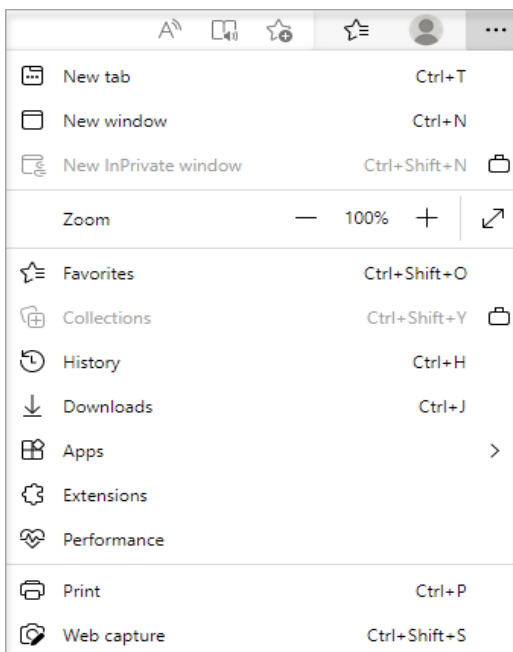 A
New tab Ctrl+T
New window Ctrl+N
New InPrivate window Ctrl+Shift+N
Zoom — 100% +
Favorites Ctrl+Shift+O
Collections Ctrl+Shift+Y
History Ctrl+H
Downloads Ctrl+J
Apps
Extensions
Performance
Print Ctrl+P
Web capture Ctrl+Shift+S